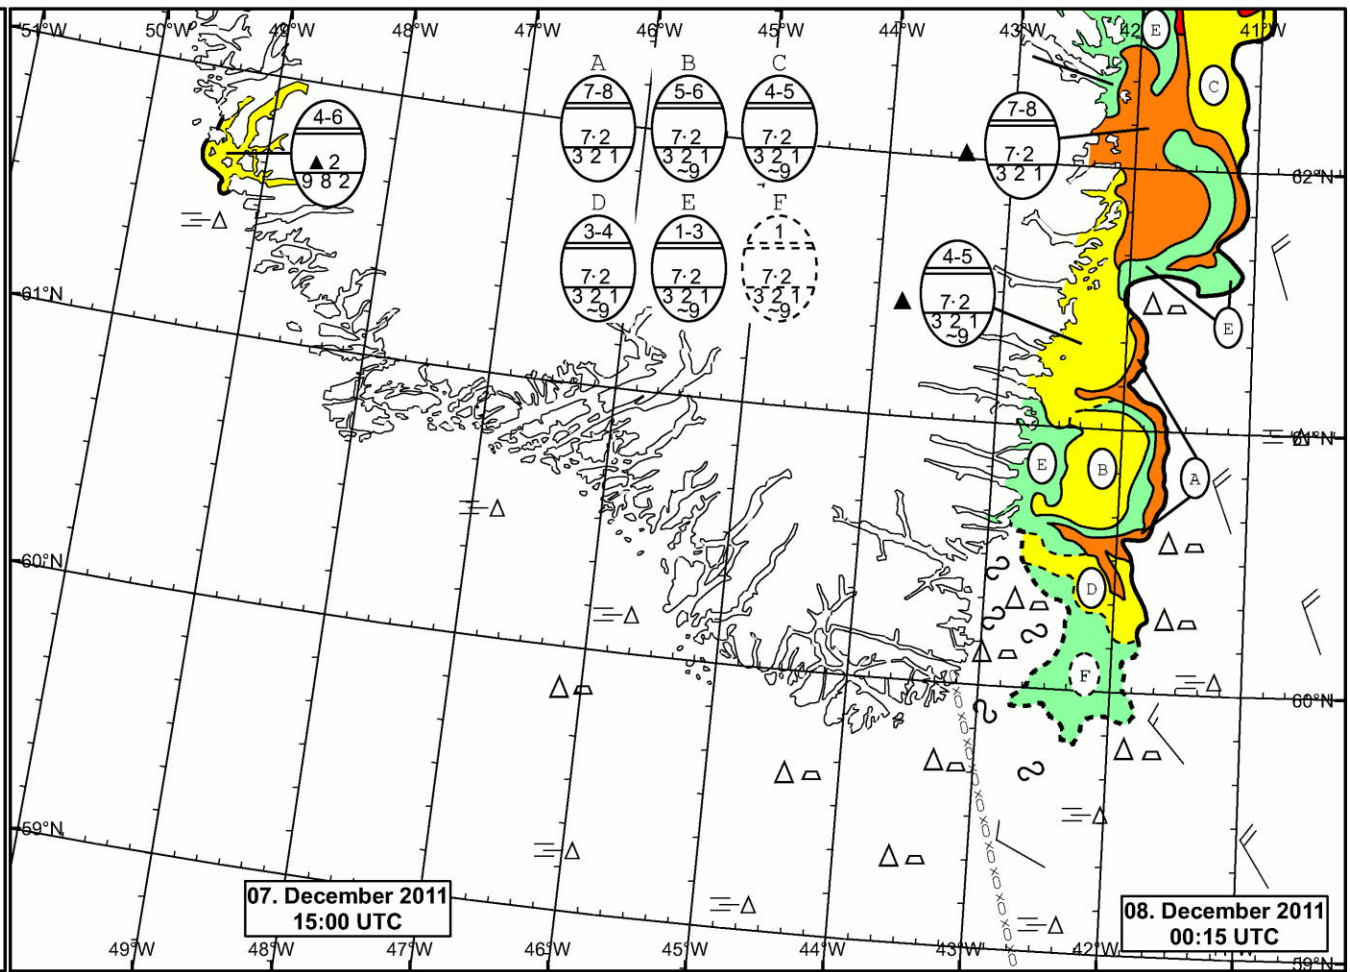 51°W 50°W 49°W 48°W 47°W 46°W 45°W 44°W 43°W 42°W 41°W
A B C
7-8 5-6 4-5
7·2 7·2 7·2
3 2 1 3 2 1 3 2 1
~9 ~9 ~9
D E F
3-4 1-3 1
7·2 7·2 7·2
3 2 1 3 2 1 3 2 1
~9 ~9 ~9
4-6
▲ 2
9 8 2
7-8
7·2
3 2 1
4-5
7·2
3 2 1
~9
E
C
62°N
61°N
E
61°N
E
B
A
60°N
D
F
60°N
59°N
07. December 2011
15:00 UTC
08. December 2011
00:15 UTC
49°W 48°W 47°W 46°W 45°W 44°W 43°W 42°W
59°N